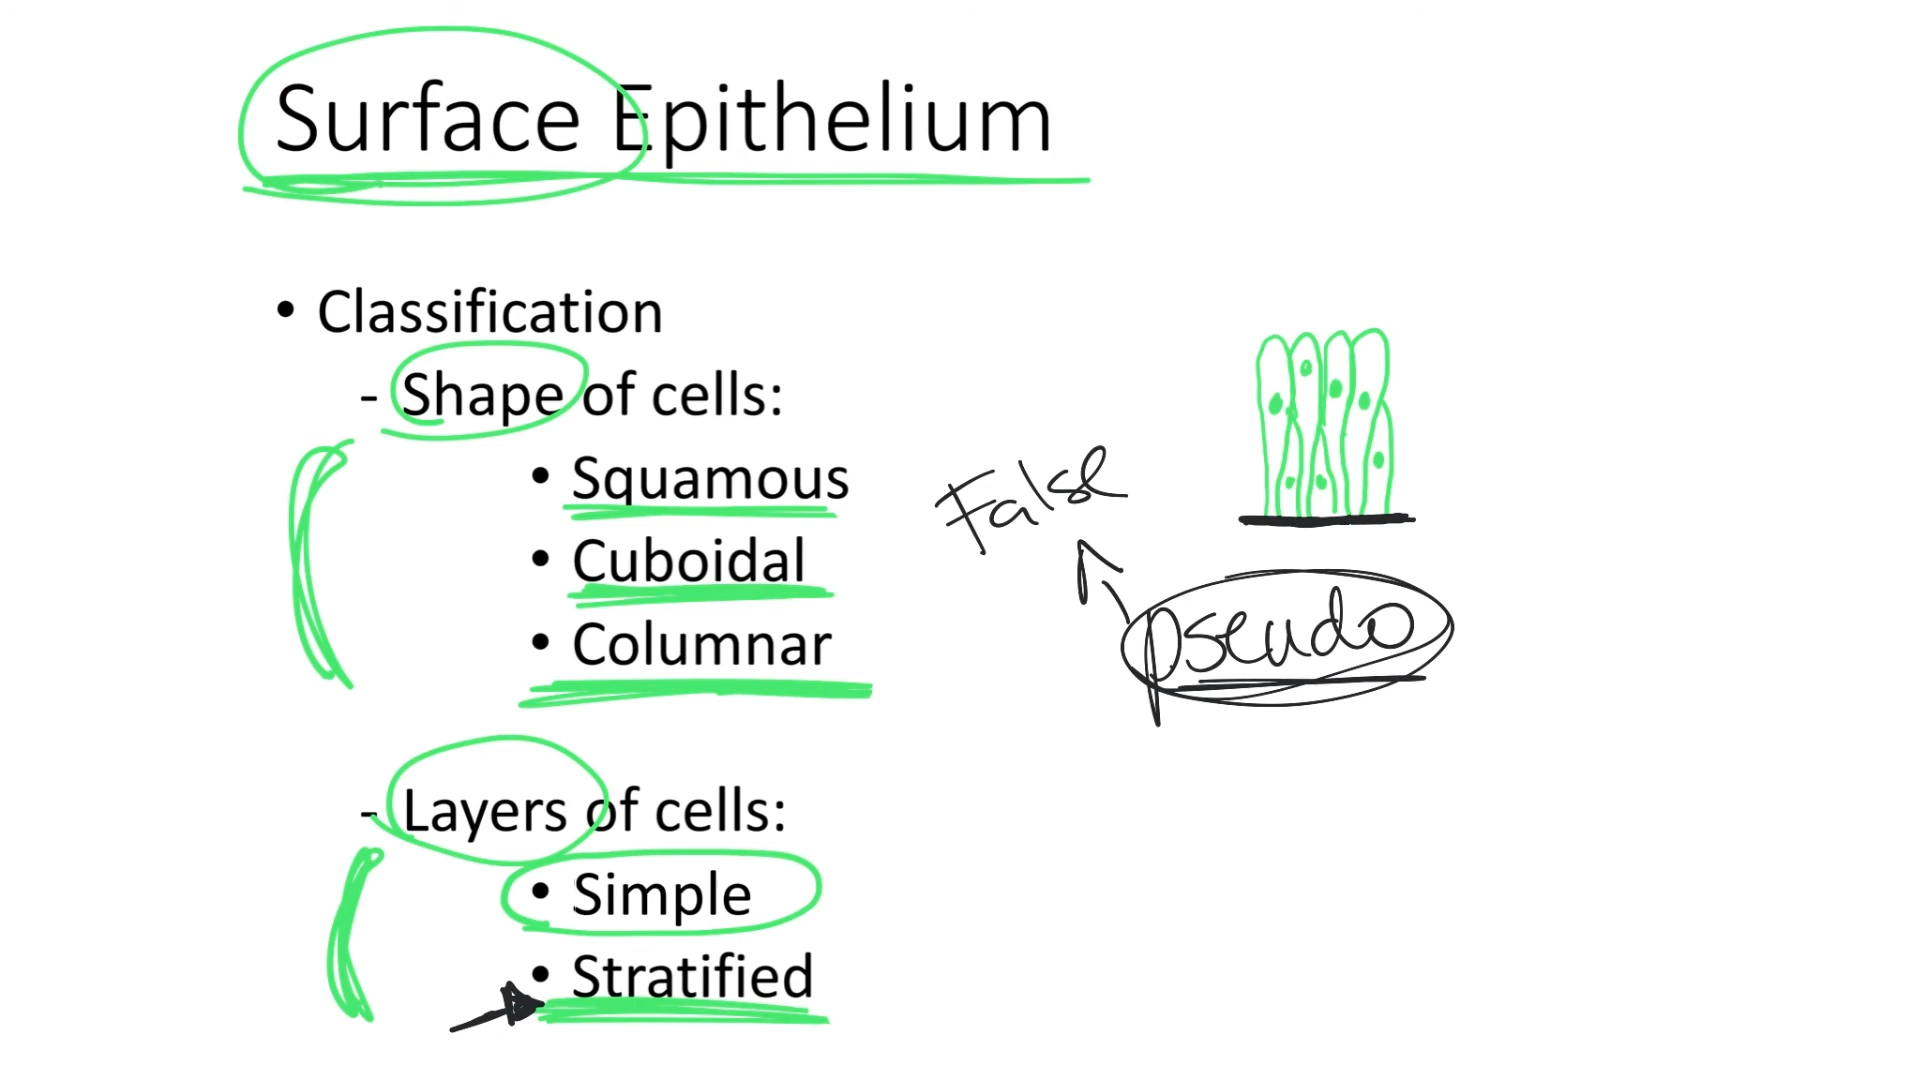 Surface Epithelium
• Classification
- Shape of cells:
• Squamous
• Cuboidal
• Columnar
- Layers of cells:
• Simple
• Stratified
False
pseudo